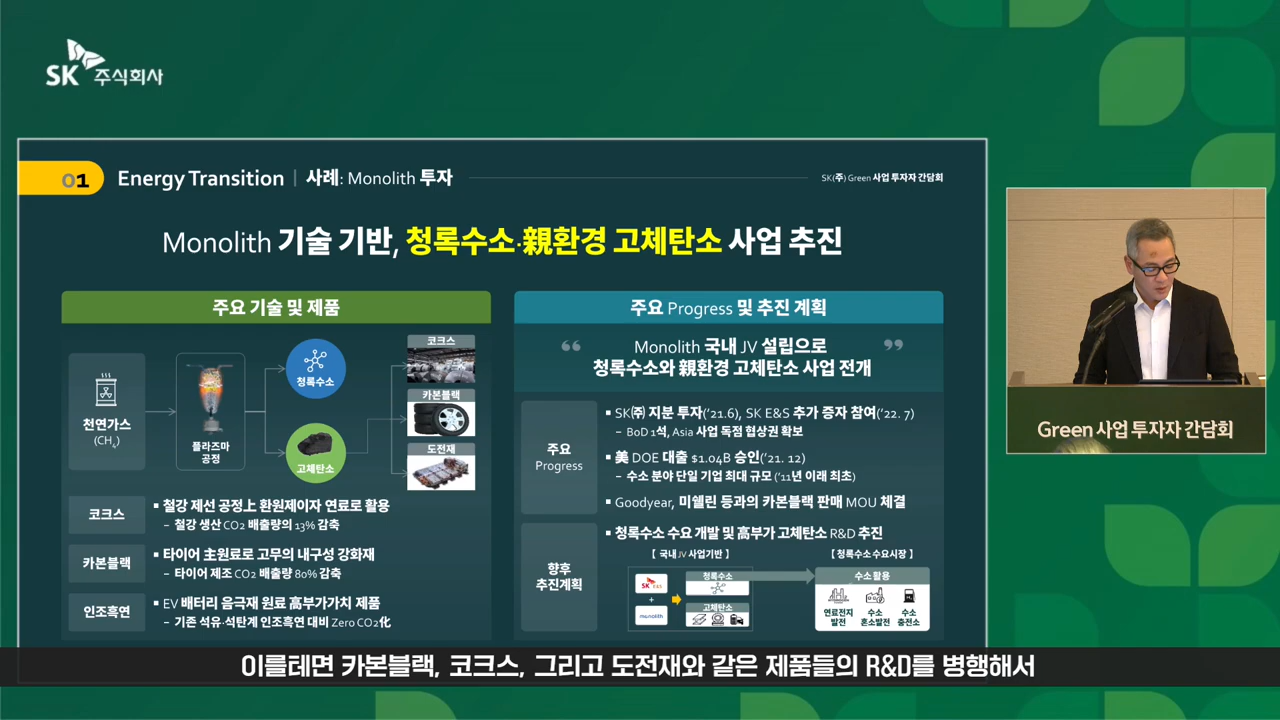 SK 주식회사
01 Energy Transition | 사례: Monolith 투자
SK(주) Green 사업 투자자 간담회
Monolith 기술 기반, 청록수소·親환경 고체탄소 사업 추진
주요 기술 및 제품
천연가스
(CH₄)
플라즈마
공정
청록수소
고체탄소
코크스
카본블랙
도전재
코크스
▪ 철강 제선 공정上 환원제이자 연료로 활용
– 철강 생산 CO2 배출량의 13% 감축
카본블랙
▪ 타이어 主원료로 고무의 내구성 강화재
– 타이어 제조 CO2 배출량 80% 감축
인조흑연
▪ EV 배터리 음극재 원료 高부가가치 제품
– 기존 석유·석탄계 인조흑연 대비 Zero CO2化
주요 Progress 및 추진 계획
“ Monolith 국내 JV 설립으로 ”
청록수소와 親환경 고체탄소 사업 전개
주요
Progress
▪ SK㈜ 지분 투자(’21.6), SK E&S 추가 증자 참여(’22. 7)
– BoD 1석, Asia 사업 독점 협상권 확보
▪ 美 DOE 대출 $1.04B 승인(’21. 12)
– 수소 분야 단일 기업 최대 규모 (’11년 이래 최초)
▪ Goodyear, 미쉘린 등과의 카본블랙 판매 MOU 체결
향후
추진계획
▪ 청록수소 수요 개발 및 高부가 고체탄소 R&D 추진
【 국내 JV 사업기반 】
SK E&S
+
monolith
청록수소
고체탄소
【 청록수소 수요시장 】
수소 활용
연료전지
발전
수소
혼소발전
수소
충전소
Green 사업 투자자 간담회
이를테면 카본블랙, 코크스, 그리고 도전재와 같은 제품들의 R&D를 병행해서